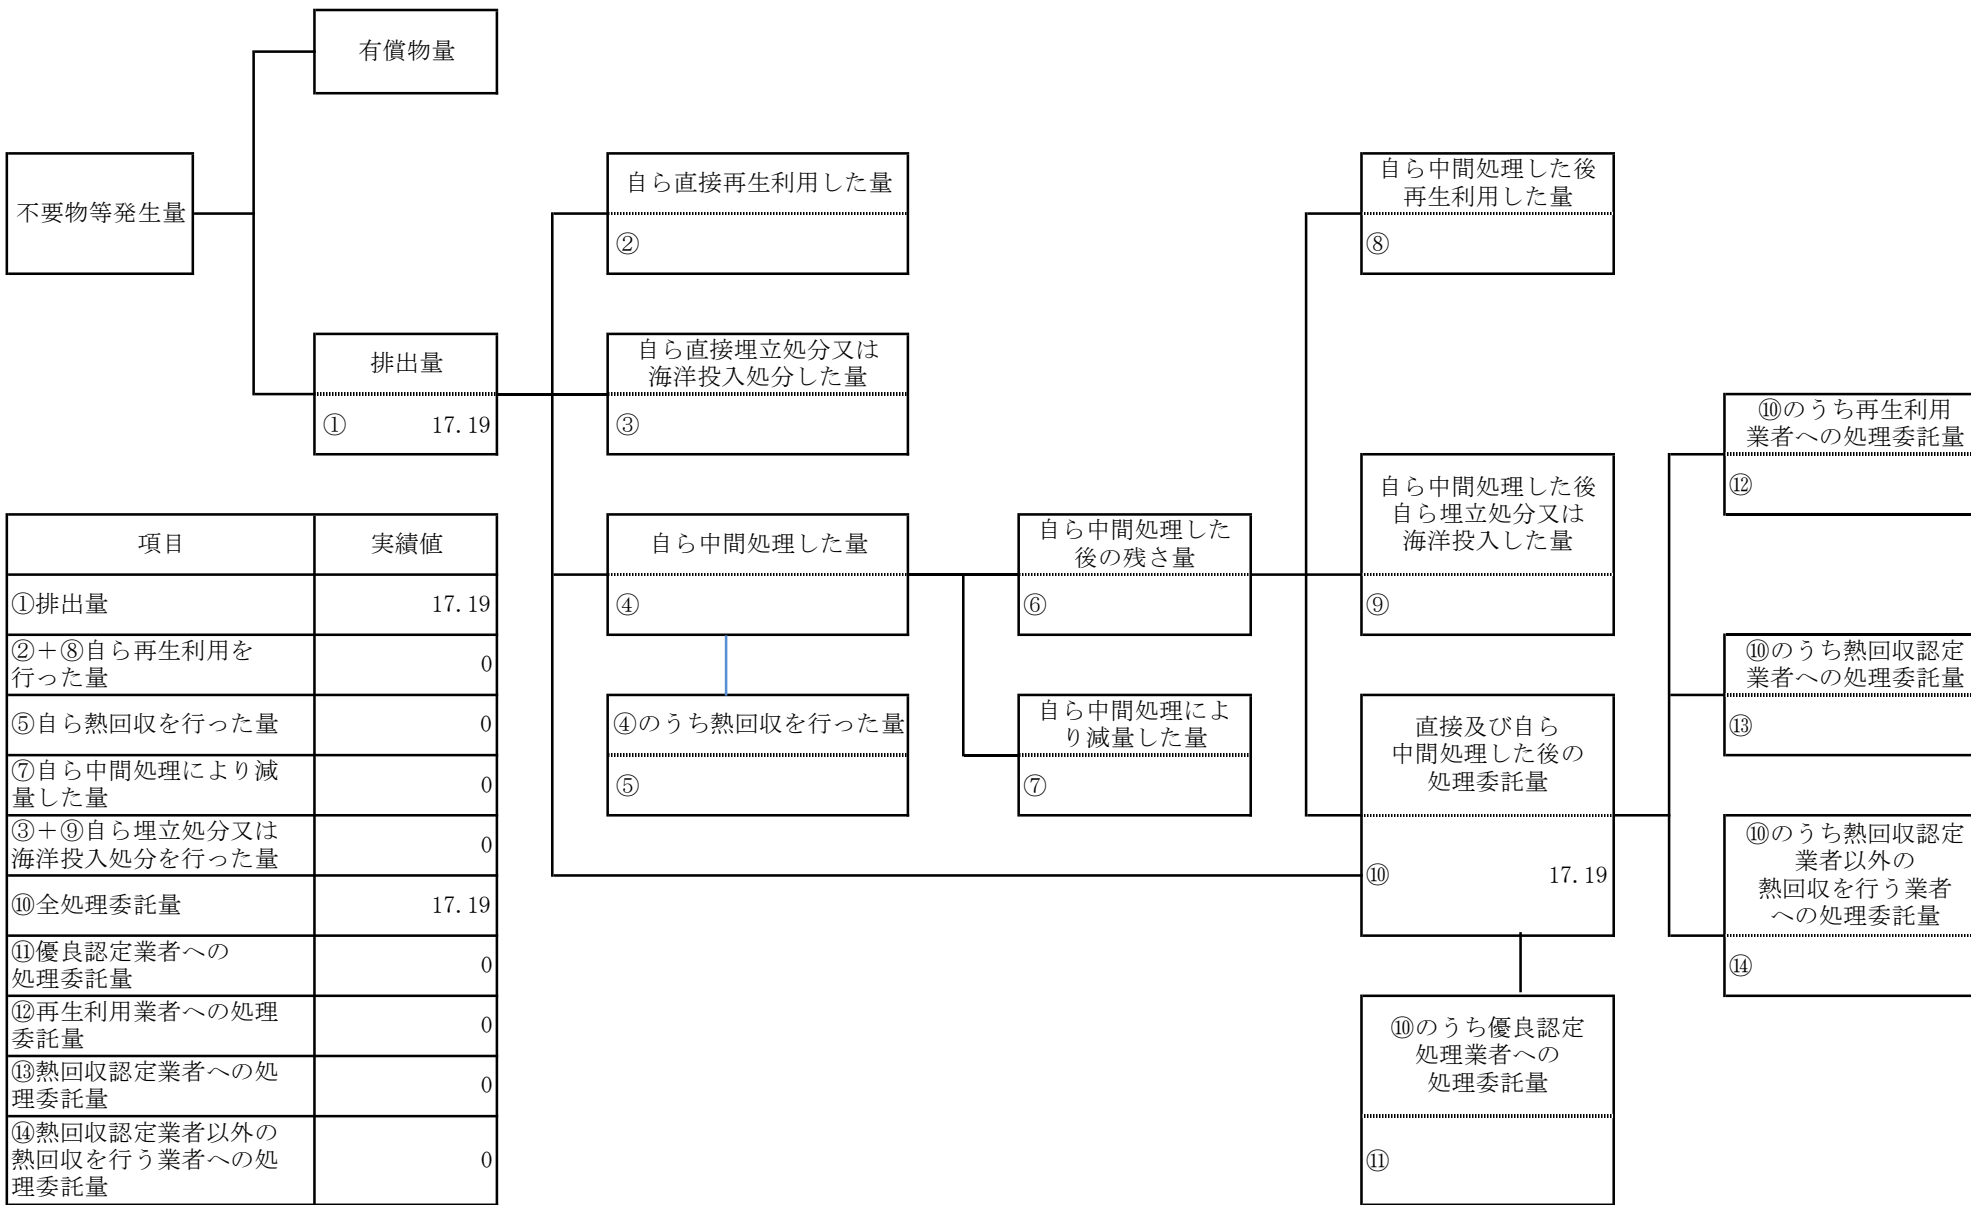 有償物量
不要物等発生量
排出量
① 17.19
自ら直接再生利用した量
②
自ら直接埋立処分又は
海洋投入処分した量
③
自ら中間処理した量
④
④のうち熱回収を行った量
⑤
自ら中間処理した
後の残さ量
⑥
自ら中間処理によ
り減量した量
⑦
自ら中間処理した後
再生利用した量
⑧
自ら中間処理した後
自ら埋立処分又は
海洋投入した量
⑨
直接及び自ら
中間処理した後の
処理委託量
⑩ 17.19
⑩のうち優良認定
処理業者への
処理委託量
⑪
⑩のうち再生利用
業者への処理委託量
⑫
⑩のうち熱回収認定
業者への処理委託量
⑬
⑩のうち熱回収認定
業者以外の
熱回収を行う業者
への処理委託量
⑭
項目 実績値
①排出量 17.19
②＋⑧自ら再生利用を
行った量 0
⑤自ら熱回収を行った量 0
⑦自ら中間処理により減
量した量 0
③＋⑨自ら埋立処分又は
海洋投入処分を行った量 0
⑩全処理委託量 17.19
⑪優良認定業者への
処理委託量 0
⑫再生利用業者への処理
委託量 0
⑬熱回収認定業者への処
理委託量 0
⑭熱回収認定業者以外の
熱回収を行う業者への処
理委託量 0